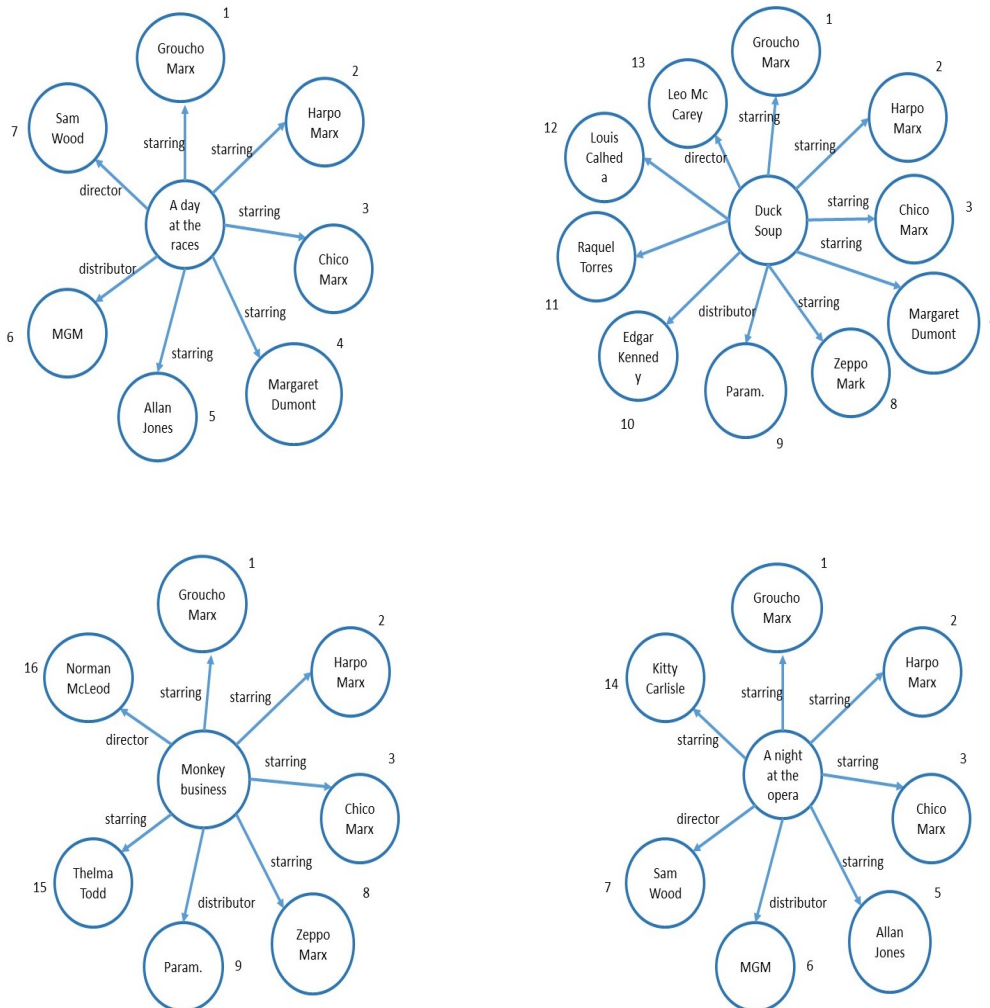 1
Groucho
Marx
2
Harpo
Marx
7
Sam
Wood
starring
starring
director
A day
at the
races
starring
3
Chico
Marx
distributor
6
MGM
starring
4
Margaret
Dumont
starring
Allan
Jones
5
1
Groucho
Marx
13
Leo Mc
Carey
2
Harpo
Marx
12
Louis
Calhed
a
starring
starring
director
Duck
Soup
starring
Chico
Marx
3
starring
Raquel
Torres
11
Margaret
Dumont
distributor
starring
Edgar
Kenned
y
10
Param.
9
Zeppo
Mark
8
1
Groucho
Marx
2
Harpo
Marx
16
Norman
McLeod
starring
starring
director
Monkey
business
starring
3
Chico
Marx
starring
15
Thelma
Todd
starring
8
distributor
Zeppo
Marx
Param.
9
1
Groucho
Marx
2
Harpo
Marx
14
Kitty
Carlisle
starring
starring
starring
A night
at the
opera
starring
3
Chico
Marx
director
7
Sam
Wood
starring
5
distributor
Allan
Jones
MGM
6